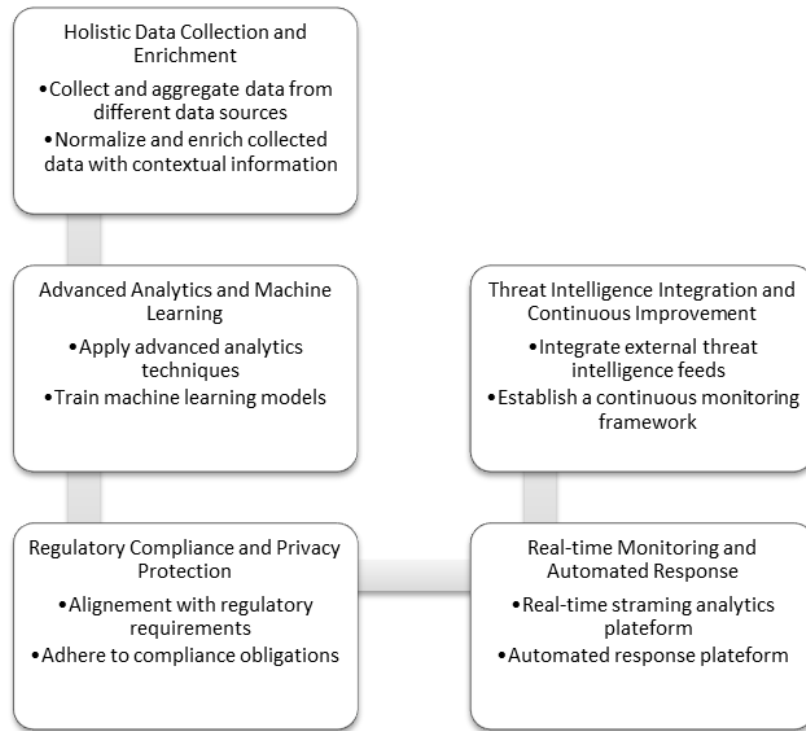 Holistic Data Collection and
Enrichment
•Collect and aggregate data from
different data sources
•Normalize and enrich collected
data with contextual information
Advanced Analytics and Machine
Learning
•Apply advanced analytics
techniques
•Train machine learning models
Regulatory Compliance and Privacy
Protection
•Alignement with regulatory
requirements
•Adhere to compliance obligations
Real-time Monitoring and
Automated Response
•Real-time straming analytics
plateform
•Automated response plateform
Threat Intelligence Integration and
Continuous Improvement
•Integrate external threat
intelligence feeds
•Establish a continuous monitoring
framework